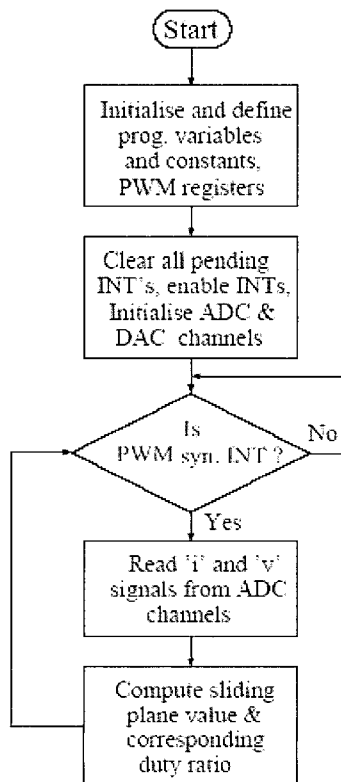 Start
Initialise and define
prog. variables
and constants,
PWM registers
Clear all pending
INT's, enable INTs,
Initialise ADC &
DAC channels
Is
PWM syn. INT ?
No
Yes
Read 'i' and 'v'
signals from ADC
channels
Compute sliding
plane value &
corresponding
duty ratio